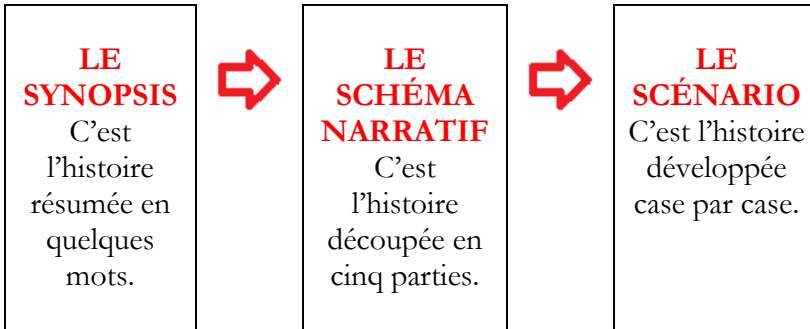 LE
SYNOPSIS
C’est
l’histoire
résumée en
quelques
mots.
LE
SCHÉMA
NARRATIF
C’est
l’histoire
découpée en
cinq parties.
LE
SCÉNARIO
C’est l’histoire
développée
case par case.